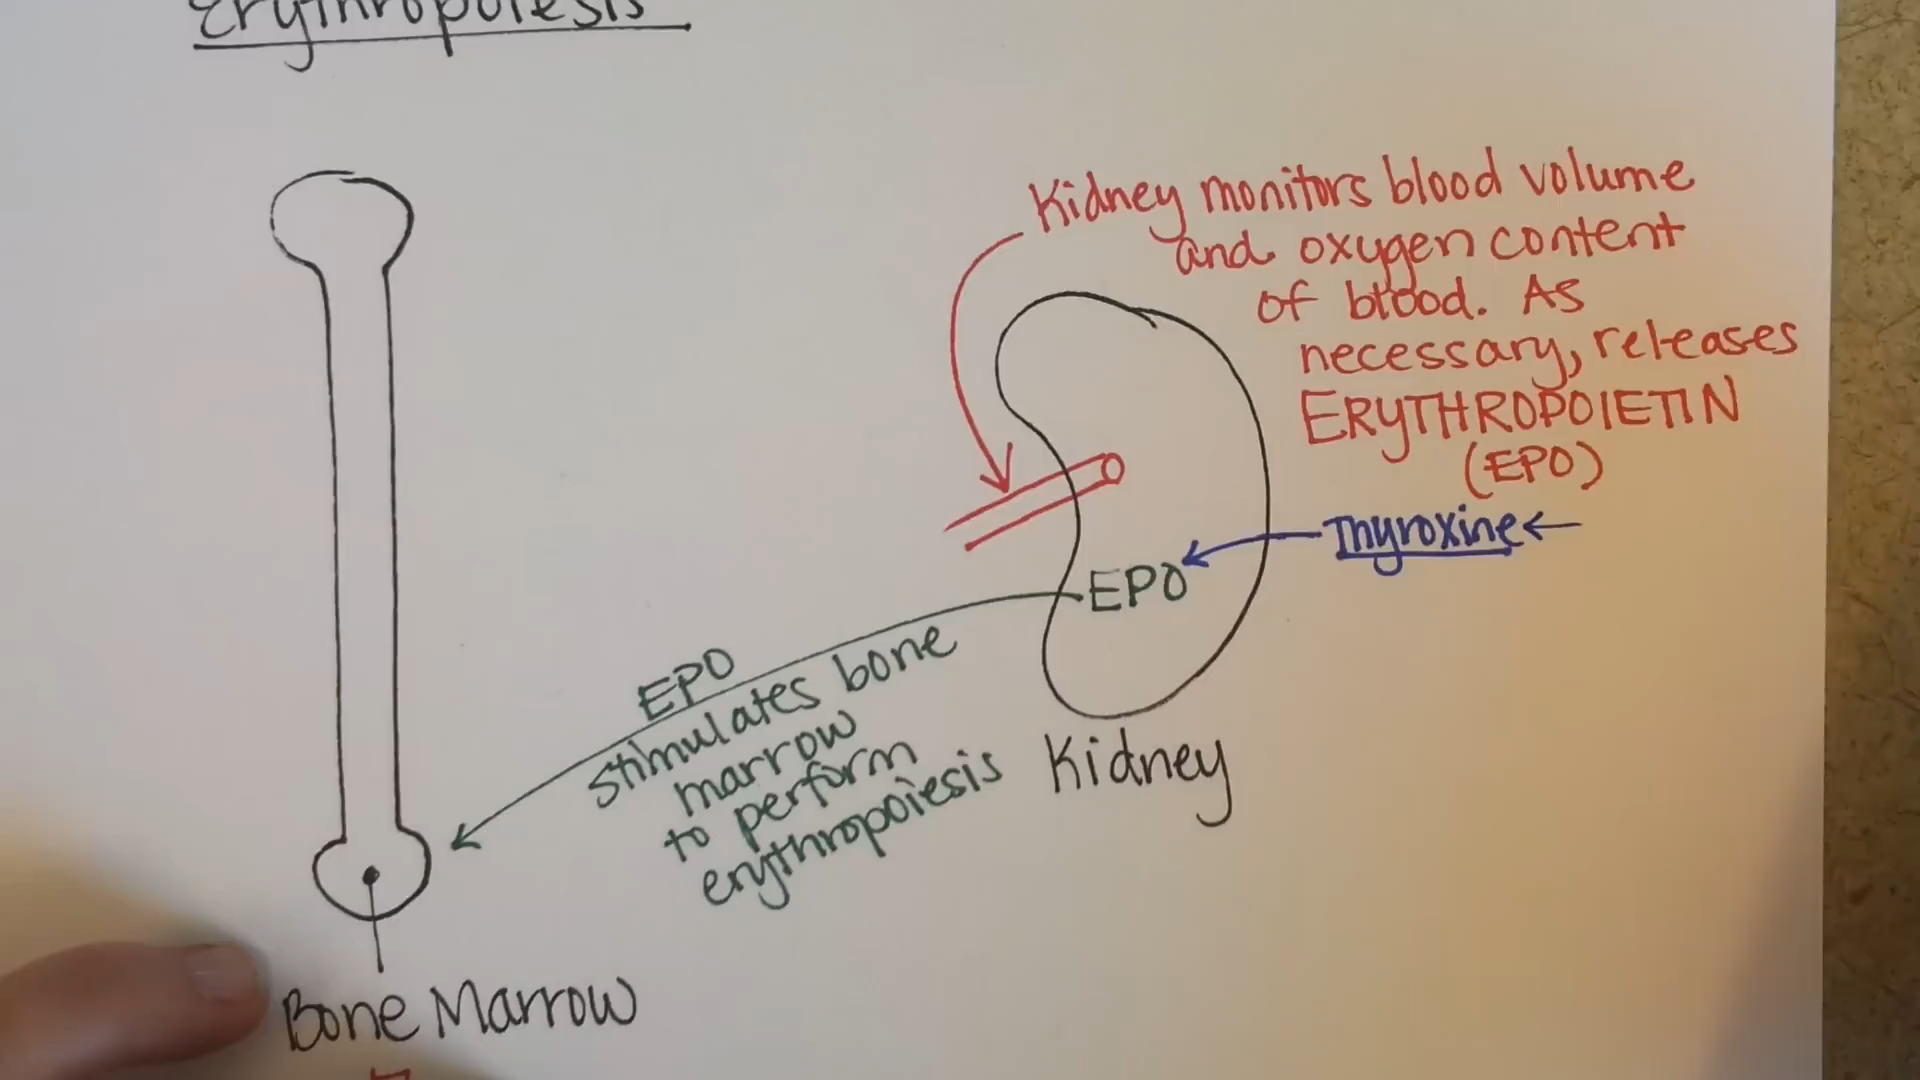 Erythropoiesis
Kidney monitors blood volume
and oxygen content
of blood. As
necessary, releases
ERYTHROPOIETIN
(EPO)
Thyroxine
EPO
EPO
stimulates bone
marrow
to perform
erythropoiesis
Kidney
Bone Marrow